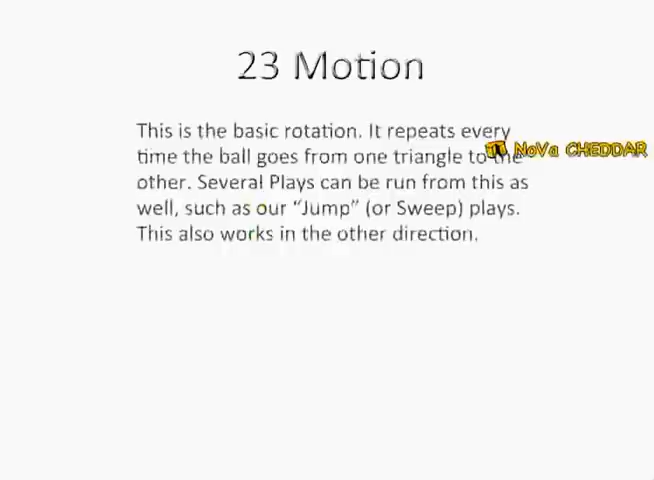 23 Motion
This is the basic rotation. It repeats every
NoVa CHEDDAR
time the ball goes from one triangle to the
other. Several Plays can be run from this as
well, such as our “Jump” (or Sweep) plays.
This also works in the other direction.